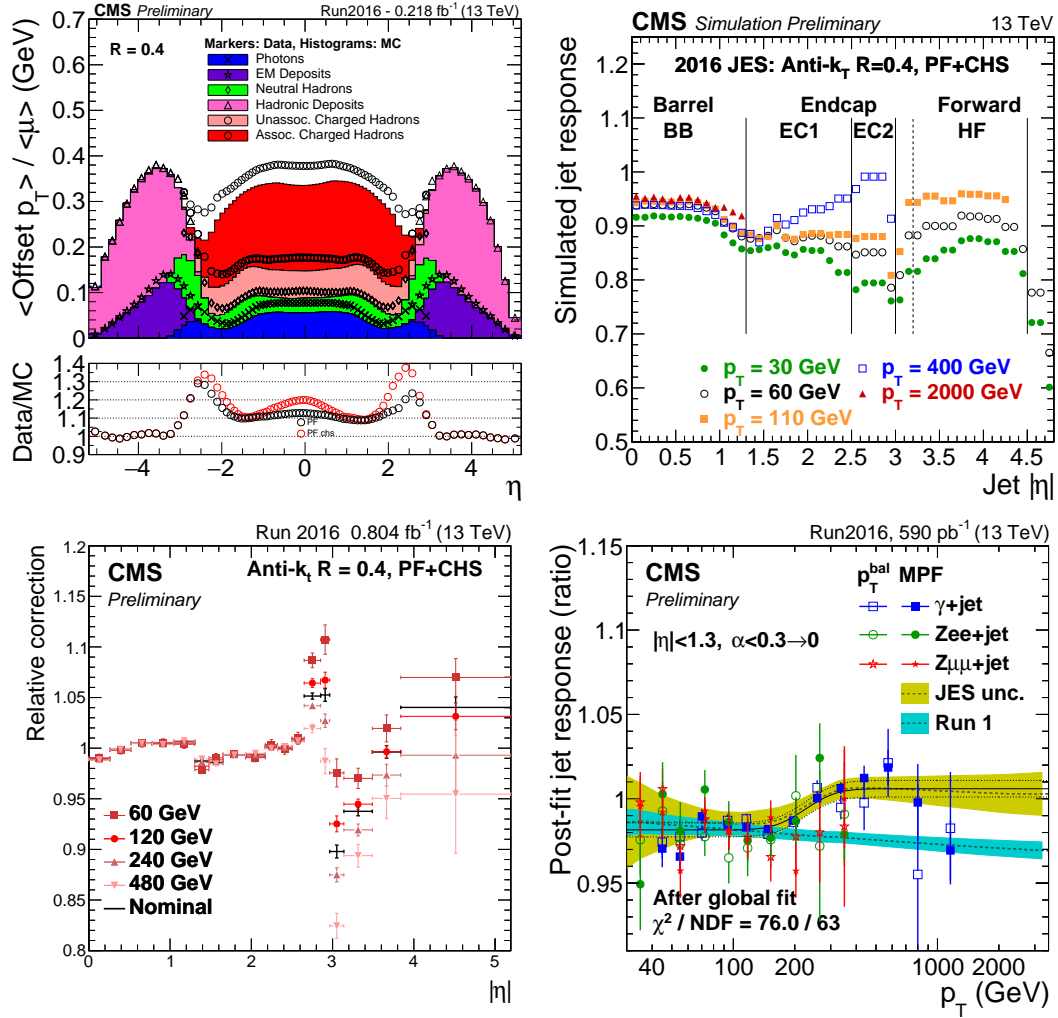 CMS Preliminary
Run2016 - 0.218 fb⁻¹ (13 TeV)
R = 0.4
Markers: Data, Histograms: MC
Photons
EM Deposits
Neutral Hadrons
Hadronic Deposits
Unassoc. Charged Hadrons
Assoc. Charged Hadrons
<Offset p_T> / <μ> (GeV)
0.7
0.6
0.5
0.4
0.3
0.2
0.1
0
Data/MC
1.4
1.3
1.2
1.1
1
0.9
PF
PF chs
−4 −2 0 2 4
η
CMS Simulation Preliminary
13 TeV
2016 JES: Anti-k_T R=0.4, PF+CHS
Barrel Endcap Forward
BB EC1 EC2 HF
Simulated jet response
1.2
1.1
1
0.9
0.8
0.7
0.6
0.5
p_T = 30 GeV
p_T = 60 GeV
p_T = 110 GeV
p_T = 400 GeV
p_T = 2000 GeV
0 0.5 1 1.5 2 2.5 3 3.5 4 4.5
Jet |η|
Run 2016 0.804 fb⁻¹ (13 TeV)
CMS
Preliminary
Anti-k_t R = 0.4, PF+CHS
Relative correction
1.2
1.15
1.1
1.05
1
0.95
0.9
0.85
0.8
60 GeV
120 GeV
240 GeV
480 GeV
Nominal
0 1 2 3 4 5
|η|
Run2016, 590 pb⁻¹ (13 TeV)
CMS
Preliminary
|η|<1.3, α<0.3→0
p_T^bal MPF
γ+jet
Zee+jet
Zμμ+jet
JES unc.
Run 1
Post-fit jet response (ratio)
1.15
1.1
1.05
1
0.95
After global fit
χ² / NDF = 76.0 / 63
40 100 200 1000 2000
p_T (GeV)